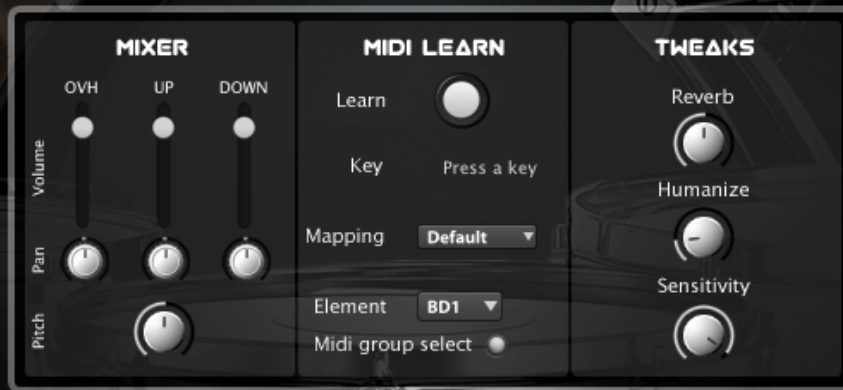 MIXER
OVH UP DOWN
Volume
Pan
Pitch
MIDI LEARN
Learn
Key Press a key
Mapping Default
Element BD1
Midi group select
TWEAKS
Reverb
Humanize
Sensitivity